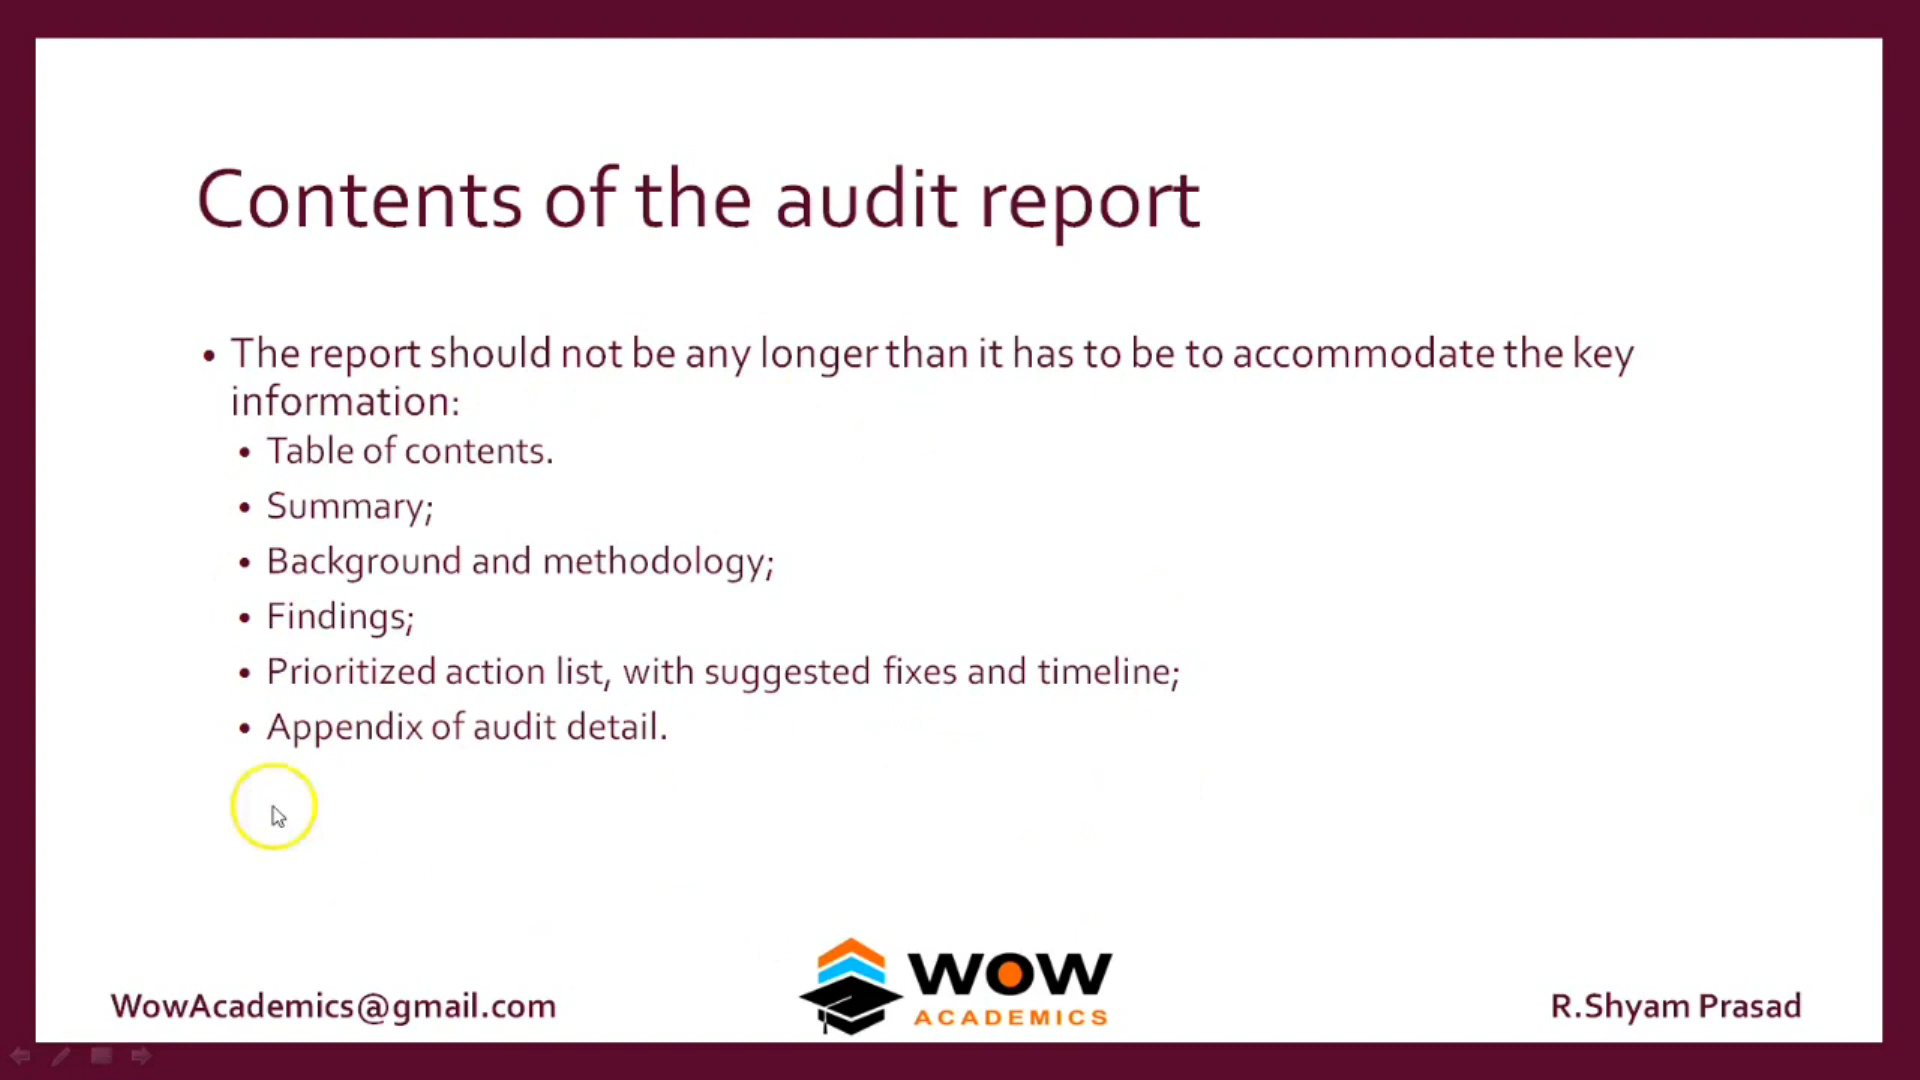 Contents of the audit report
• The report should not be any longer than it has to be to accommodate the key
information:
• Table of contents.
• Summary;
• Background and methodology;
• Findings;
• Prioritized action list, with suggested fixes and timeline;
• Appendix of audit detail.
WowAcademics@gmail.com
WOW
ACADEMICS
R.Shyam Prasad